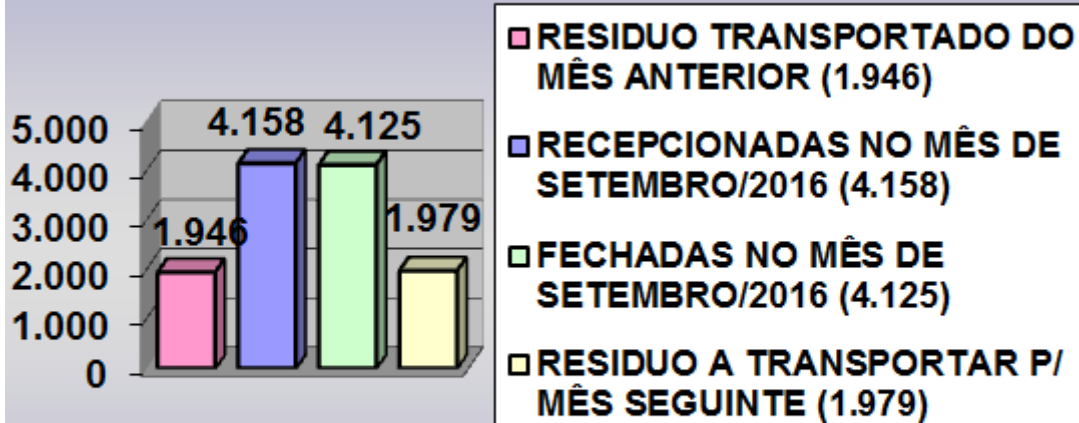 5.000
4.000
3.000
2.000
1.000
0
1.946
4.158
4.125
1.979
RESIDUO TRANSPORTADO DO
MÊS ANTERIOR (1.946)
RECEPCIONADAS NO MÊS DE
SETEMBRO/2016 (4.158)
FECHADAS NO MÊS DE
SETEMBRO/2016 (4.125)
RESIDUO A TRANSPORTAR P/
MÊS SEGUINTE (1.979)